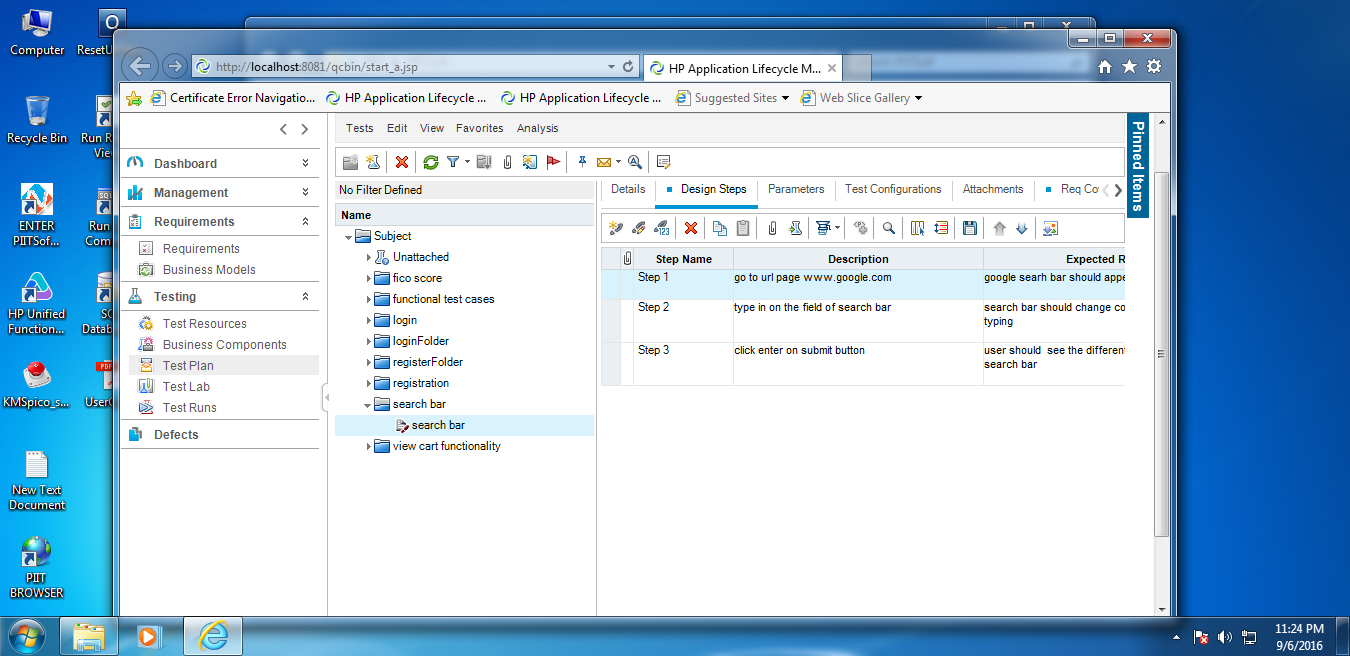 Computer
ResetU
Recycle Bin
Run R
Vie
ENTER
PIITSof...
Run
Com
HP Unified
Function...
SQ
Datab
KMSpico_s...
UserG
New Text
Document
PIIT
BROWSER
http://localhost:8081/qcbin/start_a.jsp
HP Application Lifecycle M...
Certificate Error Navigatio...
HP Application Lifecycle ...
HP Application Lifecycle ...
Suggested Sites
Web Slice Gallery
Dashboard
Management
Requirements
Requirements
Business Models
Testing
Test Resources
Business Components
Test Plan
Test Lab
Test Runs
Defects
Tests Edit View Favorites Analysis
No Filter Defined
Name
Subject
Unattached
fico score
functional test cases
login
loginFolder
registerFolder
registration
search bar
search bar
view cart functionality
Details Design Steps Parameters Test Configurations Attachments Req Co
Step Name Description Expected R
Step 1 go to url page www.google.com google searh bar should appe
Step 2 type in on the field of search bar search bar should change co
typing
Step 3 click enter on submit button user should see the different
search bar
Pinned Items
11:24 PM
9/6/2016